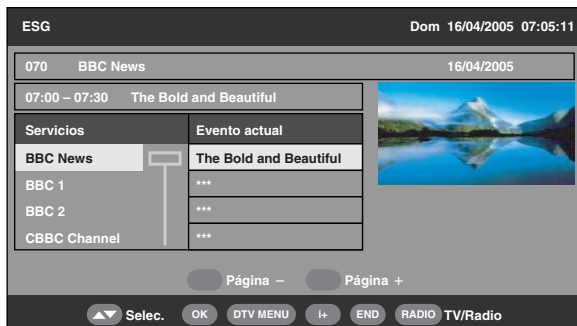 ESG Dom 16/04/2005 07:05:11
070 BBC News 16/04/2005
07:00 – 07:30 The Bold and Beautiful
Servicios Evento actual
BBC News The Bold and Beautiful
BBC 1 ***
BBC 2 ***
CBBC Channel ***
Página – Página +
▲▼ Selec. OK DTV MENU i+ END RADIO TV/Radio